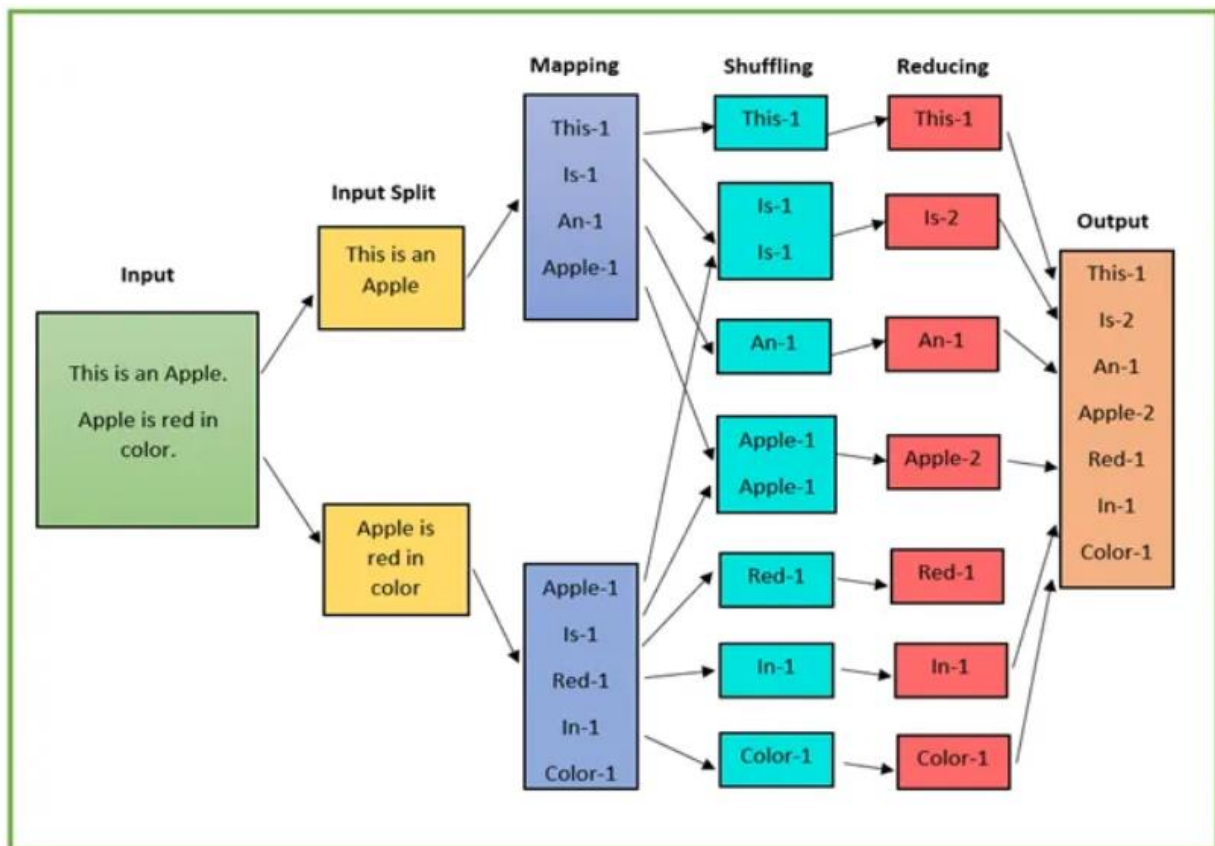 Input
This is an Apple.
Apple is red in
color.
Input Split
This is an
Apple
Apple is
red in
color
Mapping
This-1
Is-1
An-1
Apple-1
Apple-1
Is-1
Red-1
In-1
Color-1
Shuffling
This-1
Is-1
Is-1
An-1
Apple-1
Apple-1
Red-1
In-1
Color-1
Reducing
This-1
Is-2
An-1
Apple-2
Red-1
In-1
Color-1
Output
This-1
Is-2
An-1
Apple-2
Red-1
In-1
Color-1